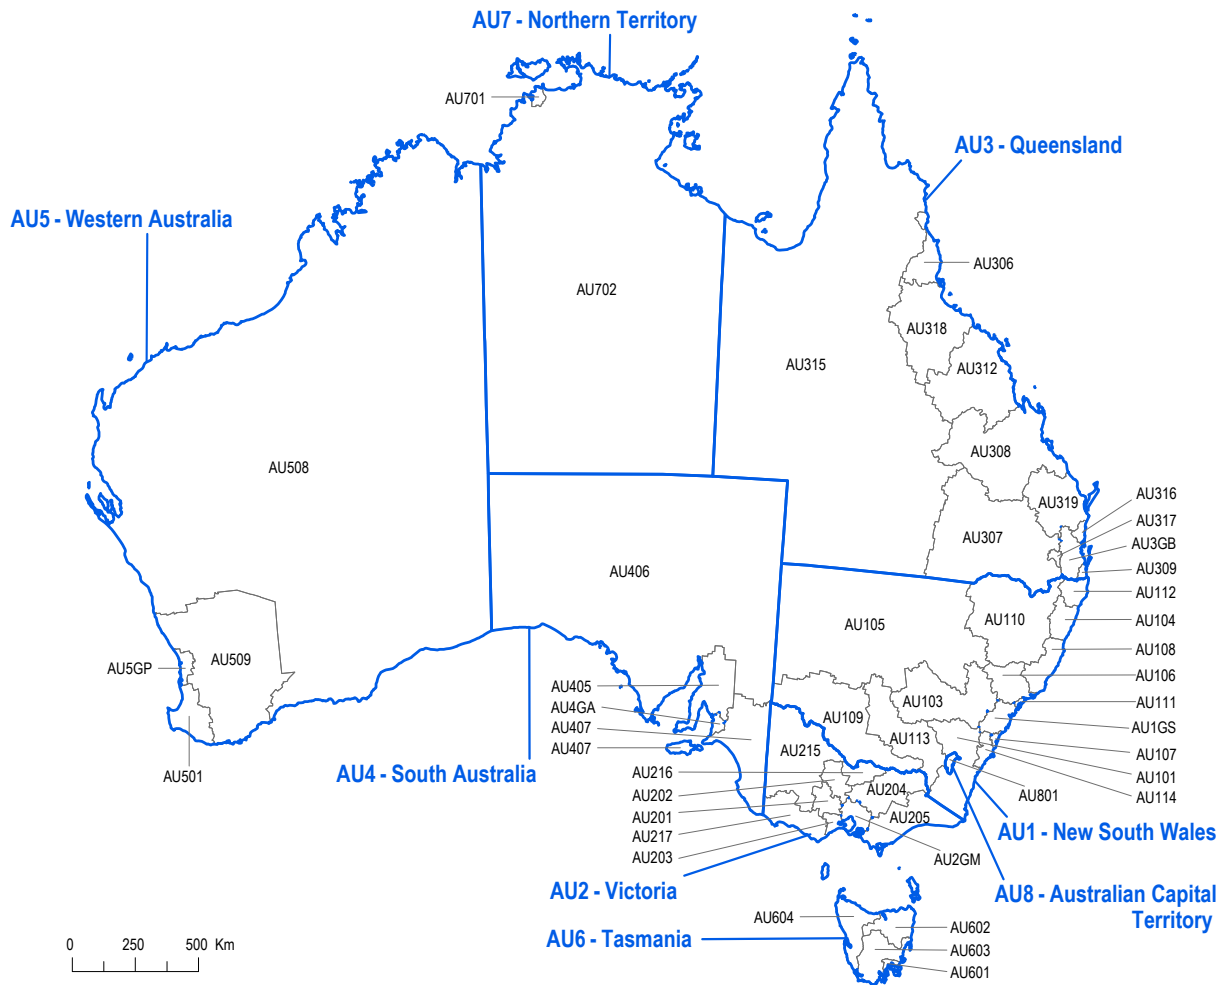 AU7 - Northern Territory
AU701
AU3 - Queensland
AU5 - Western Australia
AU306
AU702
AU318
AU315
AU312
AU308
AU508
AU316
AU319
AU317
AU307
AU3GB
AU309
AU406
AU112
AU110
AU104
AU105
AU108
AU509
AU5GP
AU106
AU405
AU103
AU111
AU4GA
AU109
AU1GS
AU407
AU113
AU215
AU107
AU407
AU501
AU4 - South Australia
AU216
AU101
AU202
AU204
AU801
AU114
AU201
AU205
AU217
AU1 - New South Wales
AU203
AU2GM
AU2 - Victoria
AU8 - Australian Capital
Territory
AU604
AU602
AU6 - Tasmania
AU603
AU601
0 250 500 Km